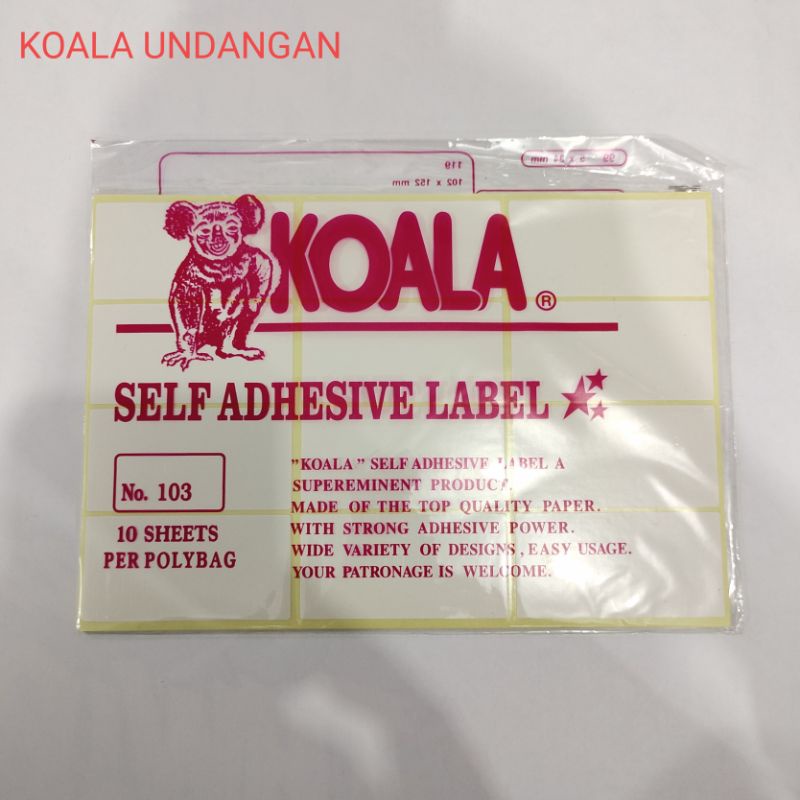 KOALA UNDANGAN
119
102 x 152 mm
KOALA ®
SELF ADHESIVE LABEL
No. 103
10 SHEETS
PER POLYBAG
"KOALA" SELF ADHESIVE LABEL A
SUPEREMINENT PRODUCT.
MADE OF THE TOP QUALITY PAPER.
WITH STRONG ADHESIVE POWER.
WIDE VARIETY OF DESIGNS, EASY USAGE.
YOUR PATRONAGE IS WELCOME.